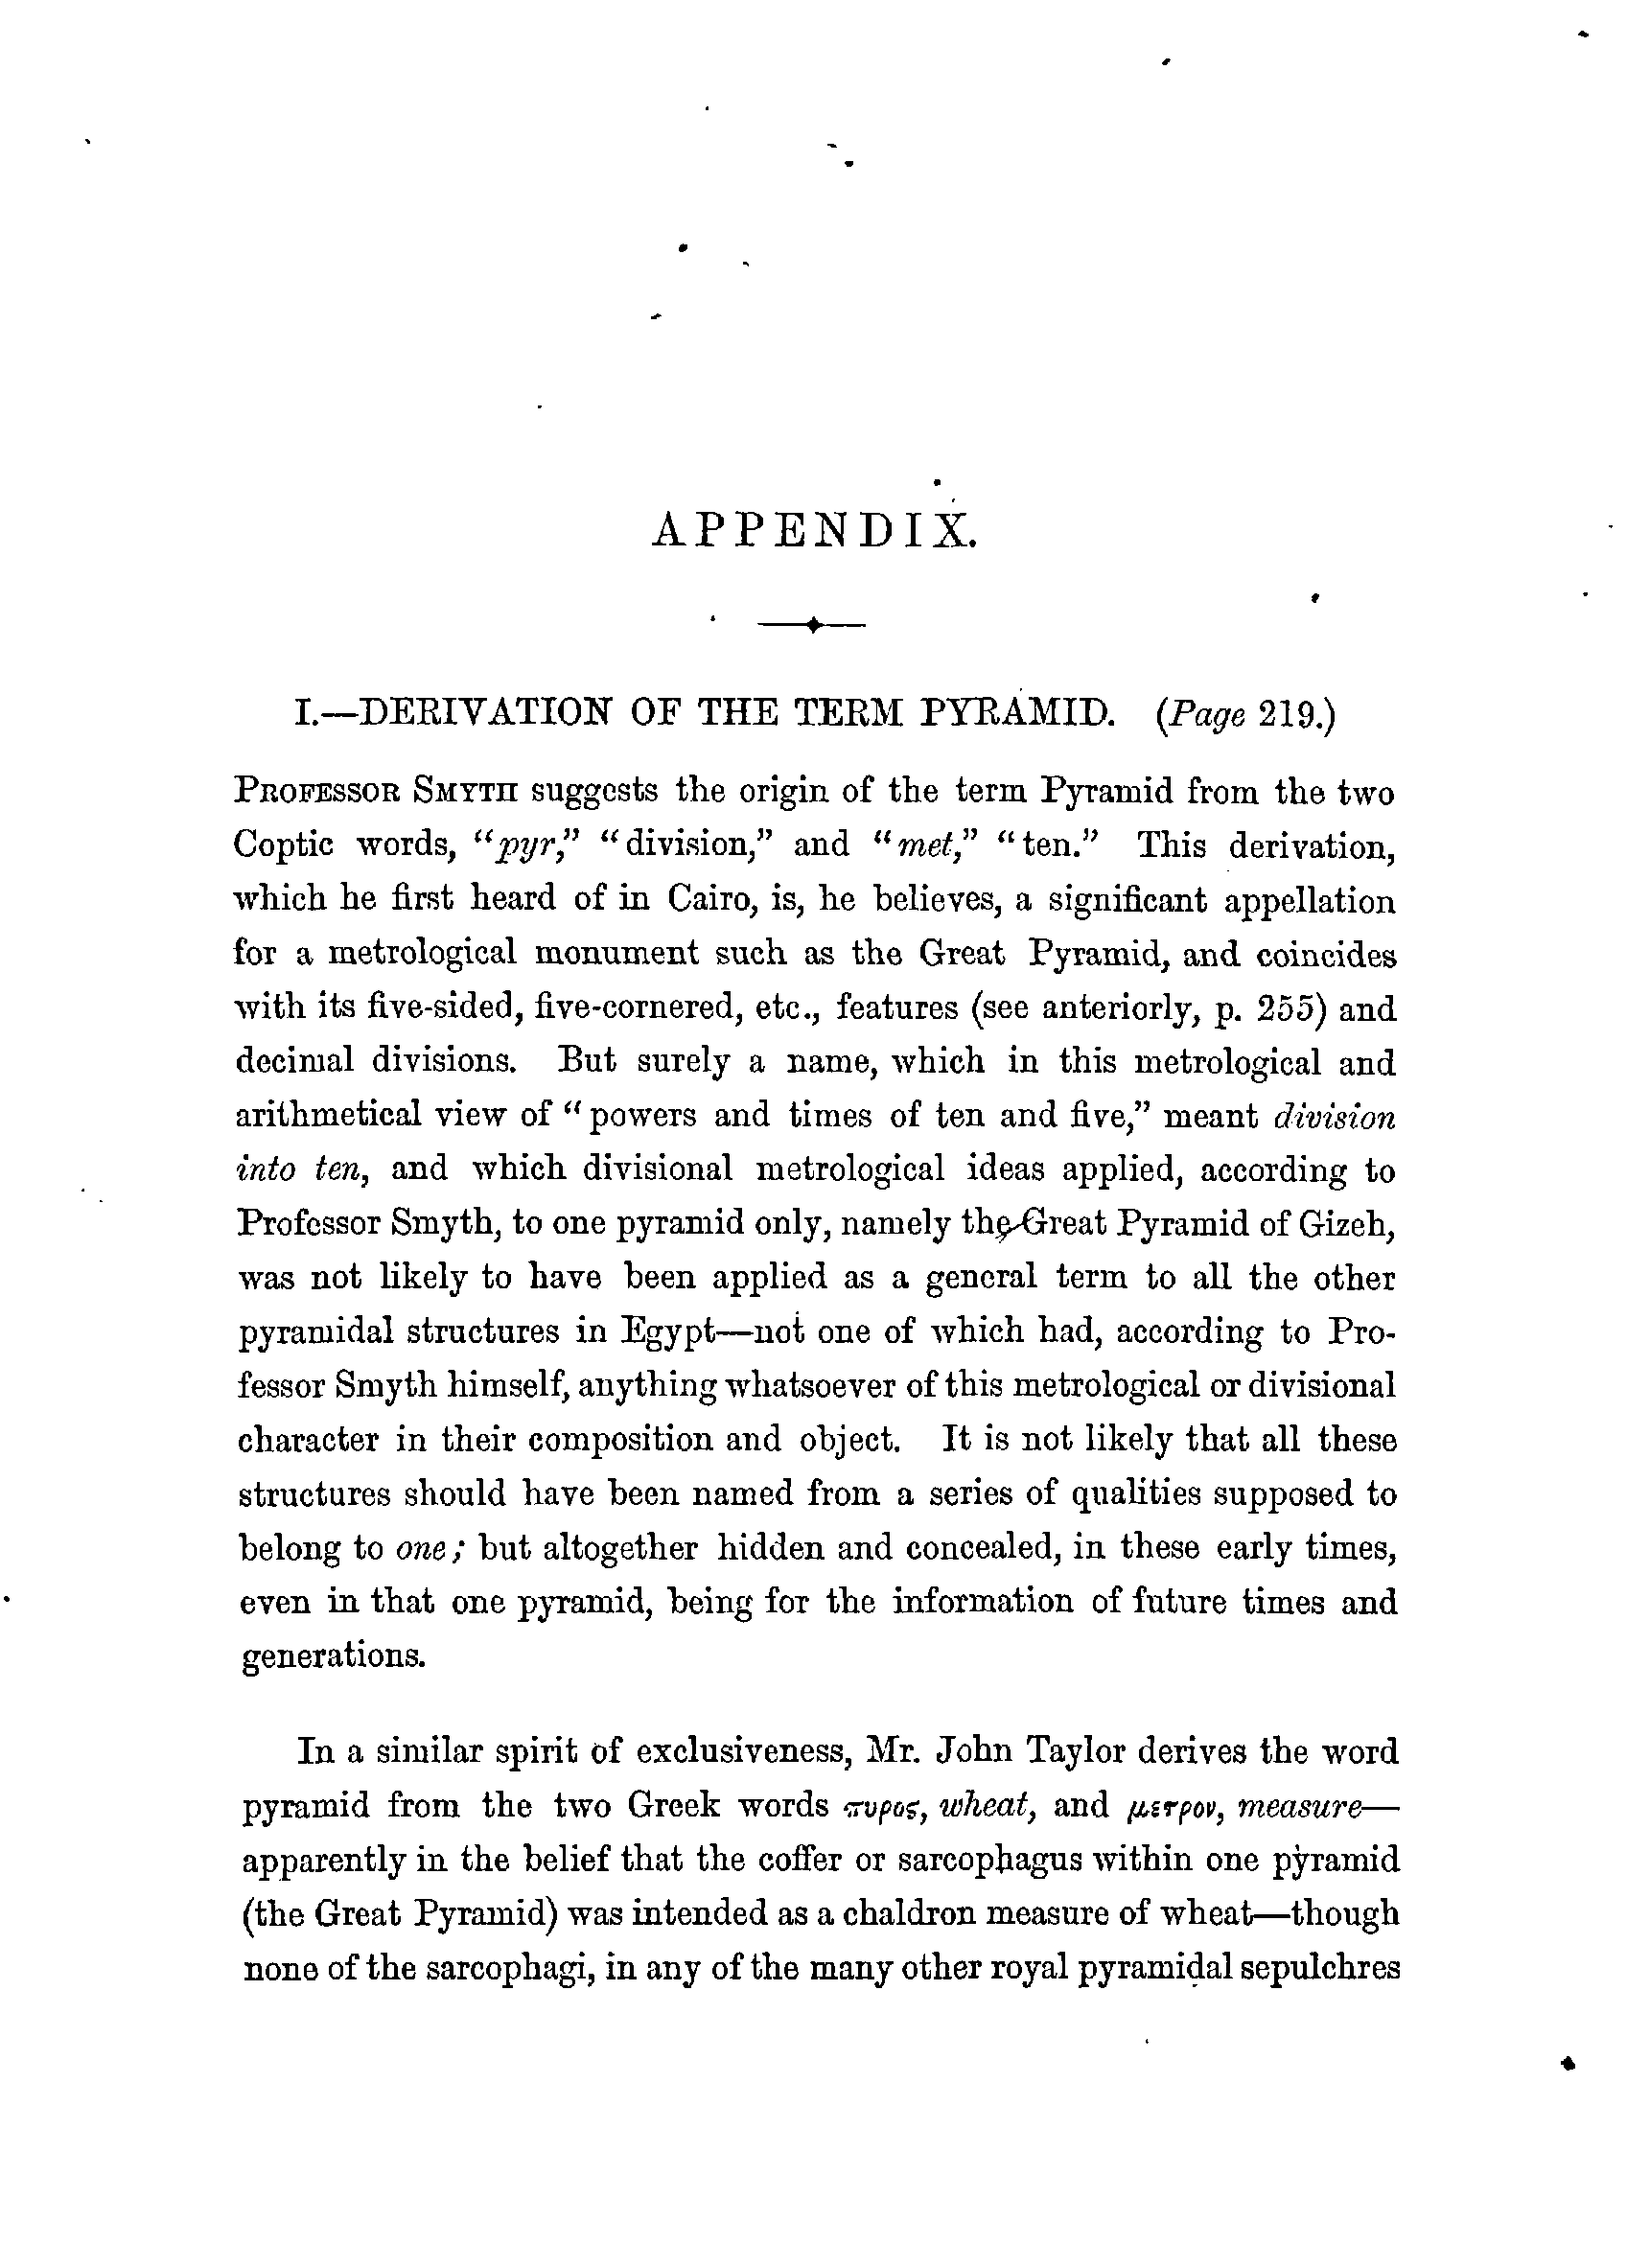 APPENDIX.
I.—DERIVATION OF THE TERM PYRAMID. (Page 219.)
PROFESSOR SMYTH suggests the origin of the term Pyramid from the two
Coptic words, "pyr," "division," and "met," "ten." This derivation,
which he first heard of in Cairo, is, he believes, a significant appellation
for a metrological monument such as the Great Pyramid, and coincides
with its five-sided, five-cornered, etc., features (see anteriorly, p. 255) and
decimal divisions. But surely a name, which in this metrological and
arithmetical view of "powers and times of ten and five," meant division
into ten, and which divisional metrological ideas applied, according to
Professor Smyth, to one pyramid only, namely the Great Pyramid of Gizeh,
was not likely to have been applied as a general term to all the other
pyramidal structures in Egypt—not one of which had, according to Pro-
fessor Smyth himself, anything whatsoever of this metrological or divisional
character in their composition and object. It is not likely that all these
structures should have been named from a series of qualities supposed to
belong to one; but altogether hidden and concealed, in these early times,
even in that one pyramid, being for the information of future times and
generations.
In a similar spirit of exclusiveness, Mr. John Taylor derives the word
pyramid from the two Greek words πυρος, wheat, and μετρον, measure—
apparently in the belief that the coffer or sarcophagus within one pyramid
(the Great Pyramid) was intended as a chaldron measure of wheat—though
none of the sarcophagi, in any of the many other royal pyramidal sepulchres